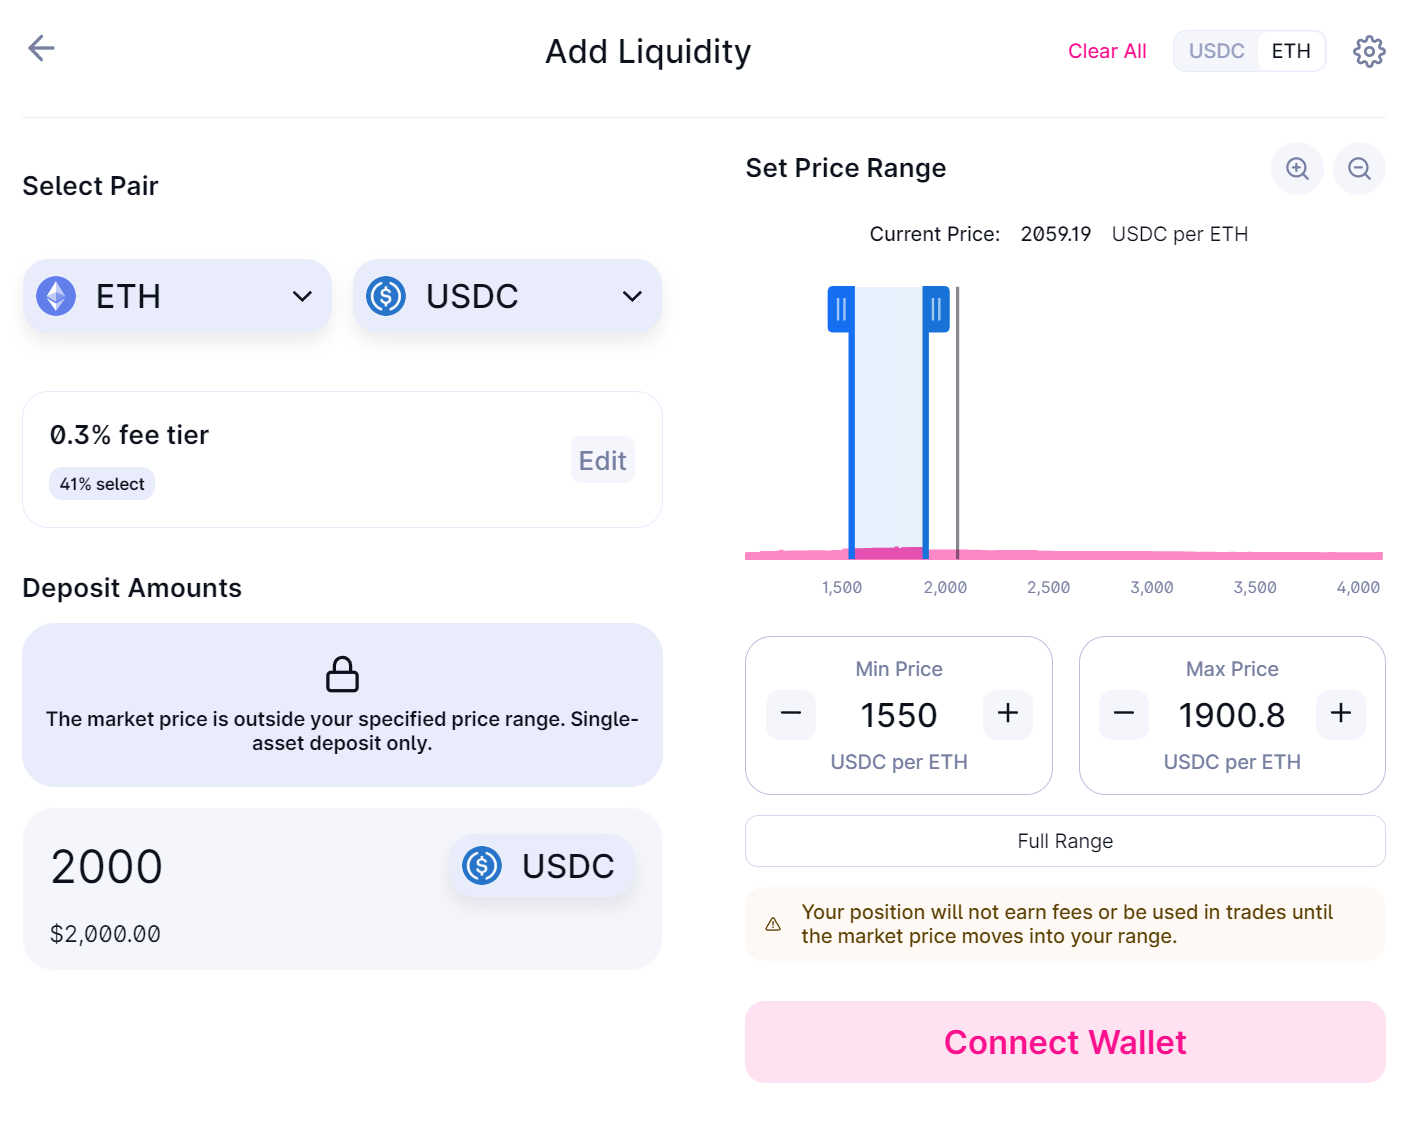 Add Liquidity
Clear All
USDC ETH
Select Pair
ETH
USDC
0.3% fee tier
41% select
Edit
Deposit Amounts
The market price is outside your specified price range. Single-
asset deposit only.
2000
USDC
$2,000.00
Set Price Range
Current Price: 2059.19 USDC per ETH
1,500 2,000 2,500 3,000 3,500 4,000
Min Price
1550
USDC per ETH
Max Price
1900.8
USDC per ETH
Full Range
Your position will not earn fees or be used in trades until
the market price moves into your range.
Connect Wallet